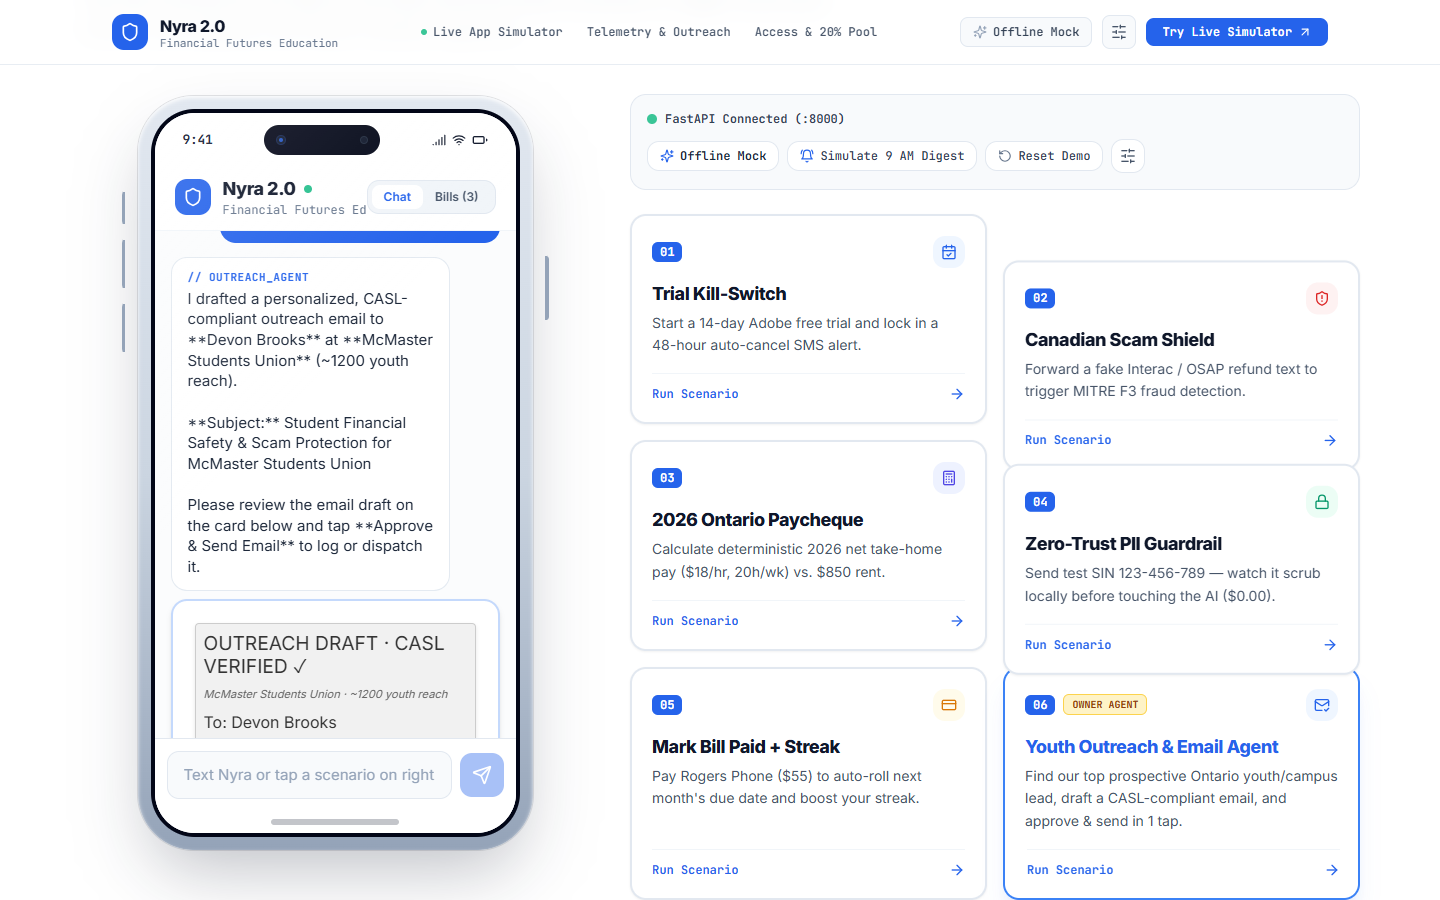 Nyra 2.0
Financial Futures Education
Live App Simulator
Telemetry & Outreach
Access & 20% Pool
Offline Mock
Try Live Simulator
9:41
Nyra 2.0
Financial Futures Ed
Chat
Bills (3)
// OUTREACH_AGENT
I drafted a personalized, CASL-
compliant outreach email to
**Devon Brooks** at **McMaster
Students Union** (~1200 youth
reach).
**Subject:** Student Financial
Safety & Scam Protection for
McMaster Students Union
Please review the email draft on
the card below and tap **Approve
& Send Email** to log or dispatch
it.
OUTREACH DRAFT · CASL
VERIFIED ✓
McMaster Students Union · ~1200 youth reach
To: Devon Brooks
Text Nyra or tap a scenario on right
FastAPI Connected (:8000)
Offline Mock
Simulate 9 AM Digest
Reset Demo
01
Trial Kill-Switch
Start a 14-day Adobe free trial and lock in a
48-hour auto-cancel SMS alert.
Run Scenario
02
Canadian Scam Shield
Forward a fake Interac / OSAP refund text to
trigger MITRE F3 fraud detection.
Run Scenario
03
2026 Ontario Paycheque
Calculate deterministic 2026 net take-home
pay ($18/hr, 20h/wk) vs. $850 rent.
Run Scenario
04
Zero-Trust PII Guardrail
Send test SIN 123-456-789 — watch it scrub
locally before touching the AI ($0.00).
Run Scenario
05
Mark Bill Paid + Streak
Pay Rogers Phone ($55) to auto-roll next
month's due date and boost your streak.
Run Scenario
06
OWNER AGENT
Youth Outreach & Email Agent
Find our top prospective Ontario youth/campus
lead, draft a CASL-compliant email, and
approve & send in 1 tap.
Run Scenario